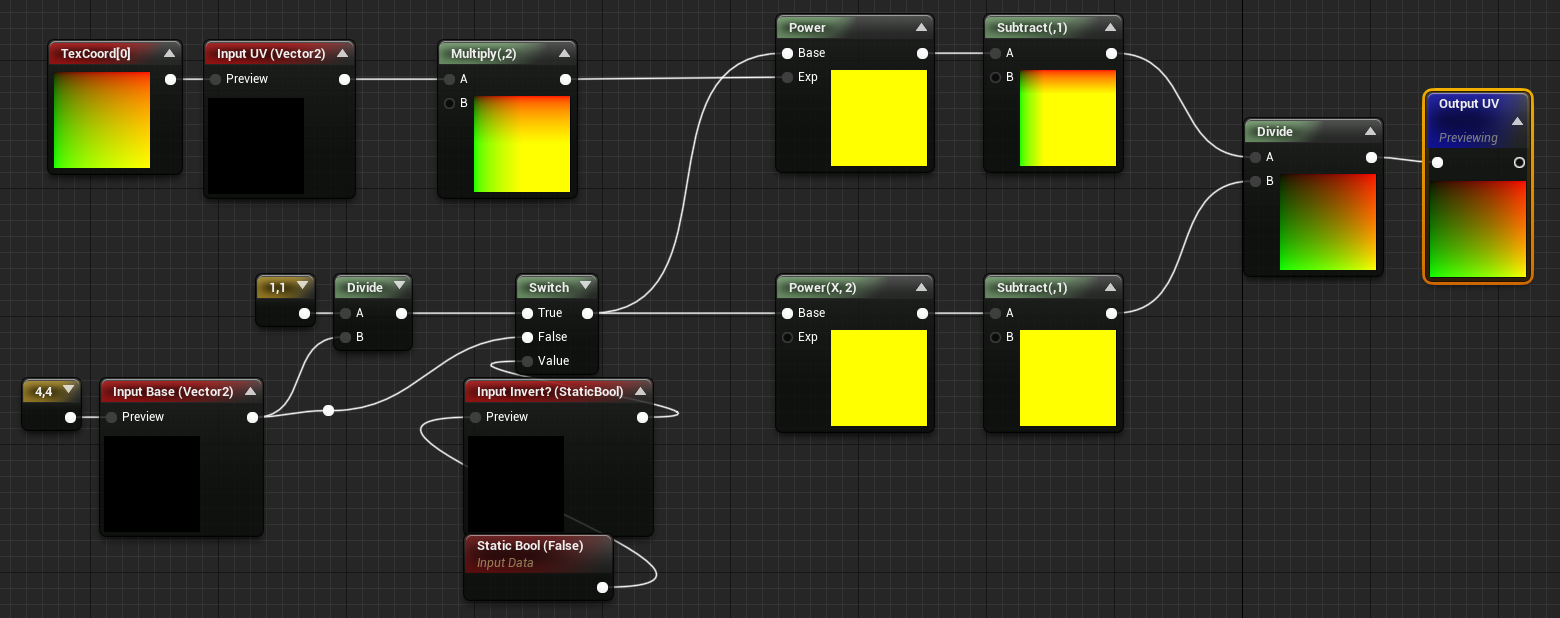 TexCoord[0]
Input UV (Vector2)
Preview
Multiply(,2)
A
B
Power
Base
Exp
Subtract(,1)
A
B
Divide
A
B
Output UV
Previewing
1,1
Divide
A
B
Switch
True
False
Value
Power(X, 2)
Base
Exp
Subtract(,1)
A
B
4,4
Input Base (Vector2)
Preview
Input Invert? (StaticBool)
Preview
Static Bool (False)
Input Data